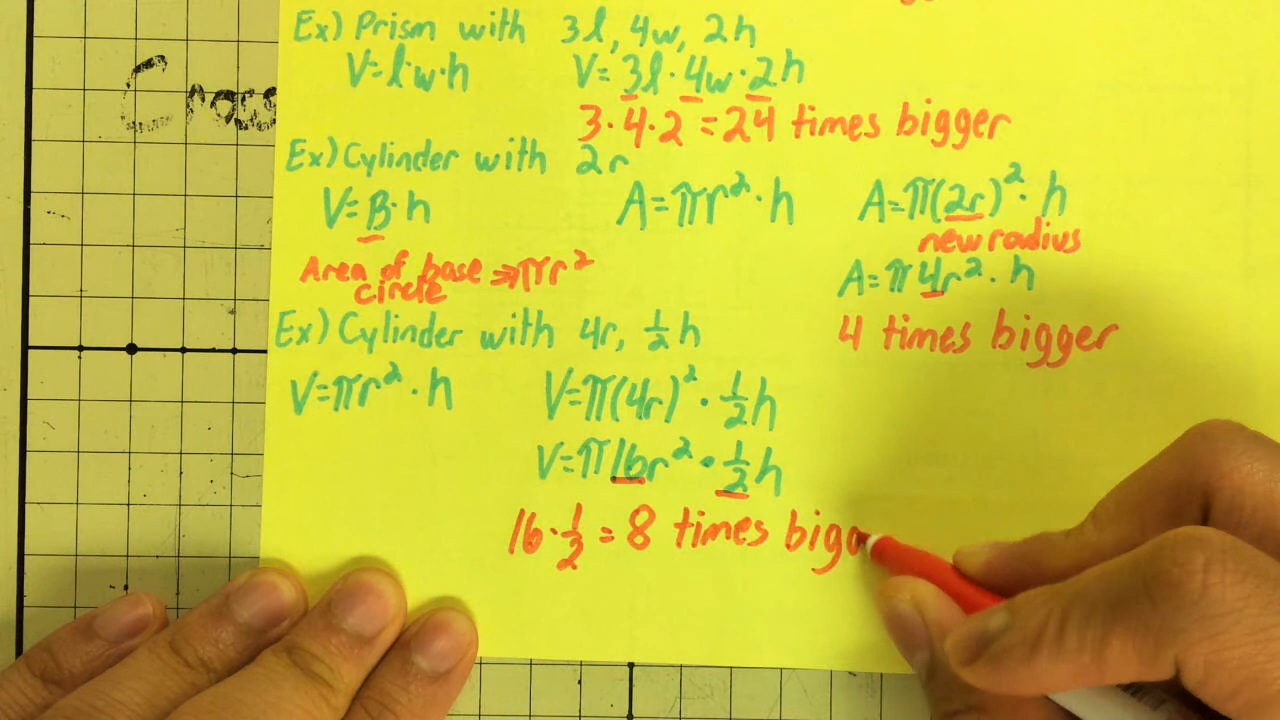 Ex) Prism with 3l, 4w, 2h
V=l·w·h V=3l·4w·2h
3·4·2=24 times bigger
Ex) Cylinder with 2r
V=B·h A=πr²·h A=π(2r)²·h
new radius
Area of base ⇒πr²
circle
A=π4r²·h
4 times bigger
Ex) Cylinder with 4r, ½h
V=πr²·h V=π(4r)²·½h
V=π16r²·½h
16·½=8 times bigg